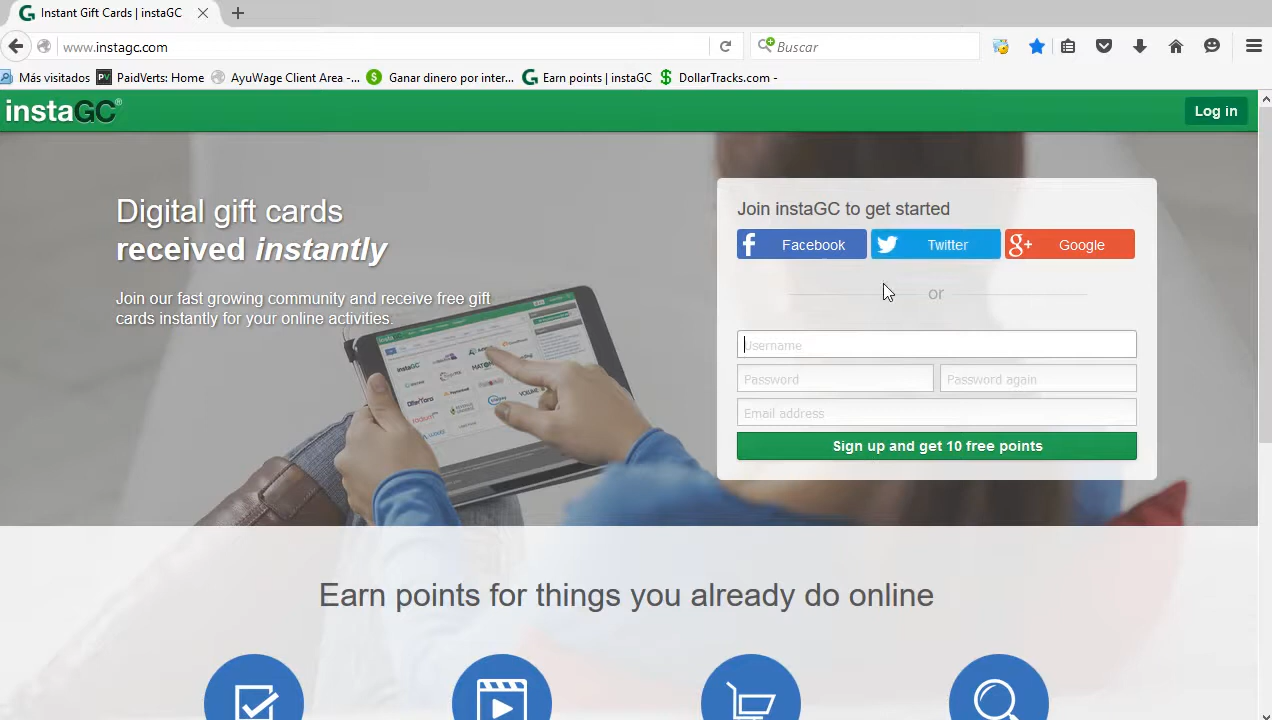 Instant Gift Cards | instaGC
www.instagc.com
Buscar
Más visitados PaidVerts: Home AyuWage Client Area -... Ganar dinero por inter... Earn points | instaGC DollarTracks.com -
instaGC®
Log in
Digital gift cards
received instantly
Join our fast growing community and receive free gift
cards instantly for your online activities.
Join instaGC to get started
Facebook Twitter Google
or
Username
Password Password again
Email address
Sign up and get 10 free points
Earn points for things you already do online